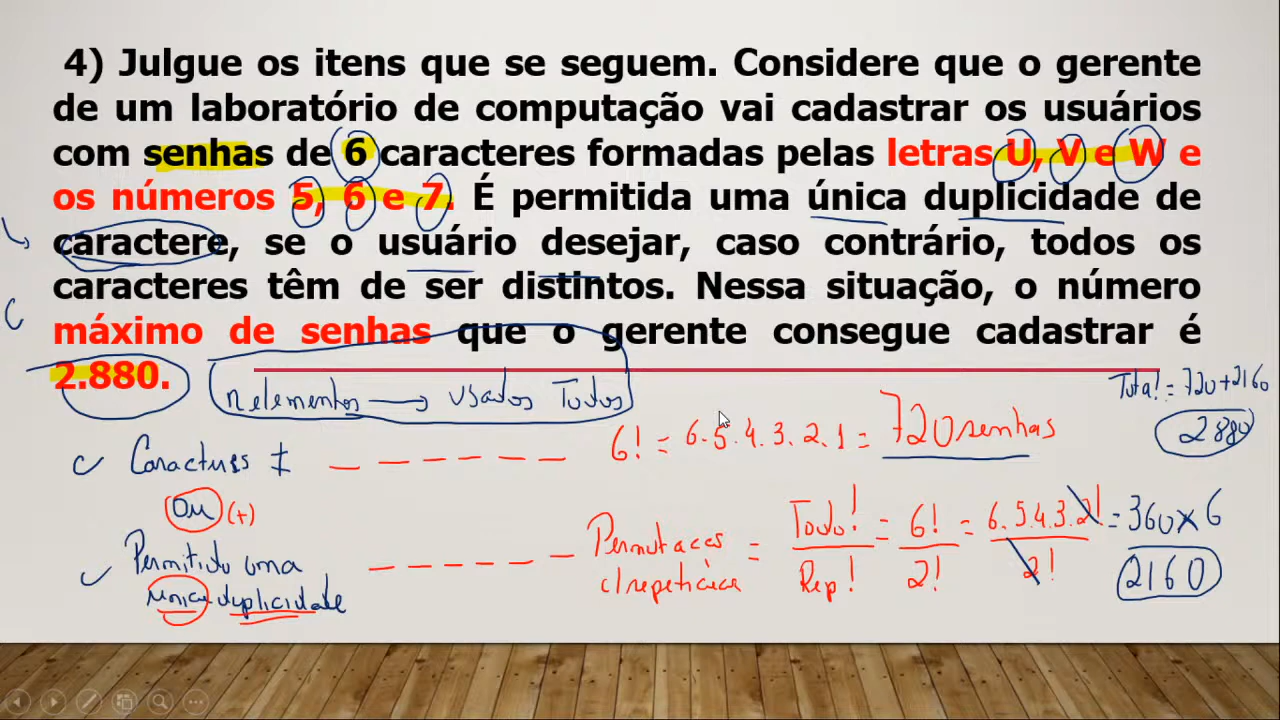 4) Julgue os itens que se seguem. Considere que o gerente
de um laboratório de computação vai cadastrar os usuários
com senhas de 6 caracteres formadas pelas letras U, V e W e
os números 5, 6 e 7. É permitida uma única duplicidade de
caractere, se o usuário desejar, caso contrário, todos os
caracteres têm de ser distintos. Nessa situação, o número
máximo de senhas que o gerente consegue cadastrar é
2.880.
n elementos → usados Todos
Total = 720+2160
2880
Caracteres ≠ _ _ _ _ _ _ 6! = 6.5.4.3.2.1 = 720 senhas
Ou (+)
Permitido uma
única duplicidade
_ _ _ _ _ _ Permutações
c/repetições
= Todo! / Rep! = 6! / 2! = 6.5.4.3.2! / 2! = 360 x 6
2160